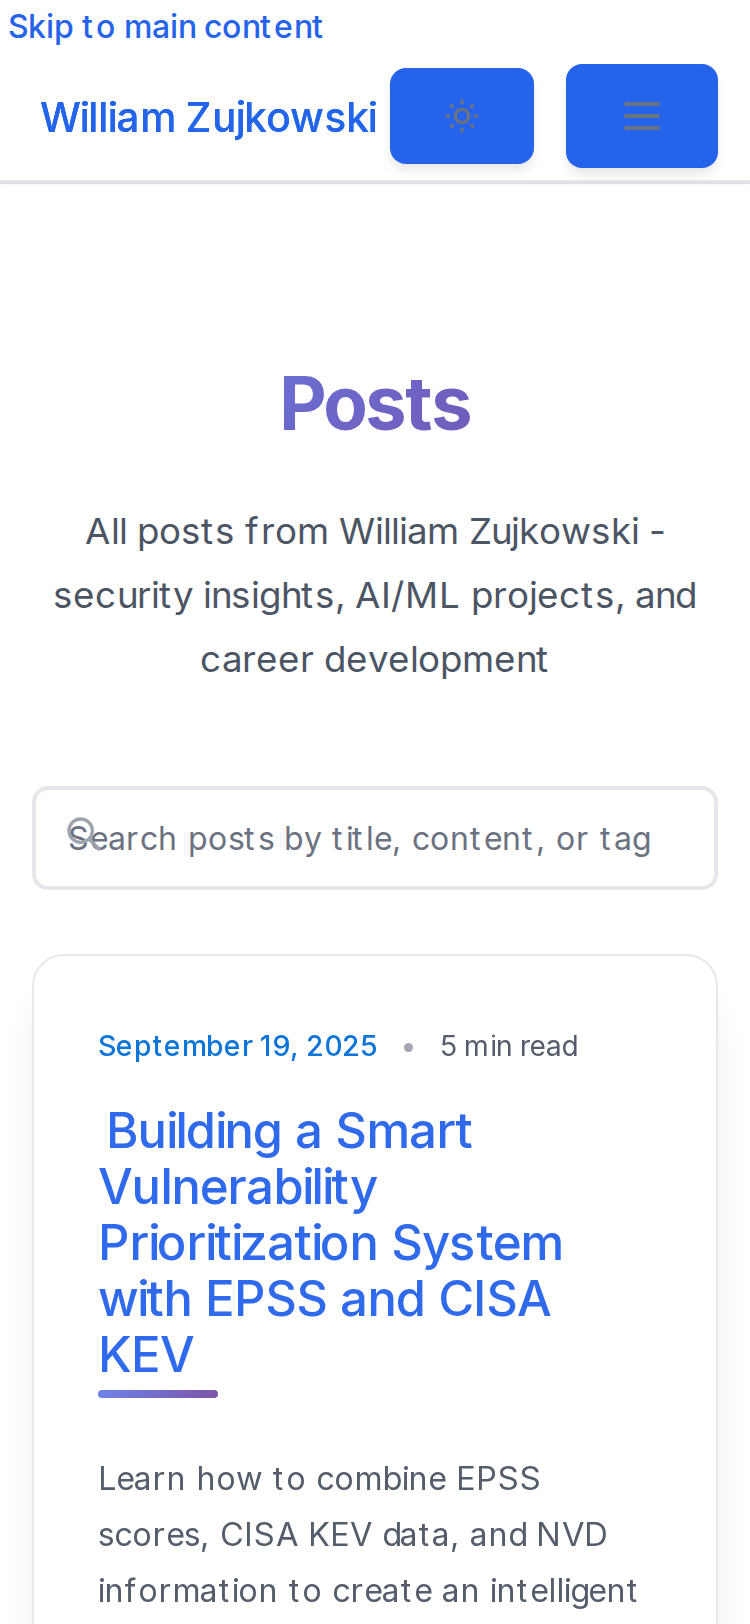 Skip to main content
William Zujkowski
Posts
All posts from William Zujkowski -
security insights, AI/ML projects, and
career development
Search posts by title, content, or tag
September 19, 2025 • 5 min read
Building a Smart
Vulnerability
Prioritization System
with EPSS and CISA
KEV
Learn how to combine EPSS
scores, CISA KEV data, and NVD
information to create an intelligent